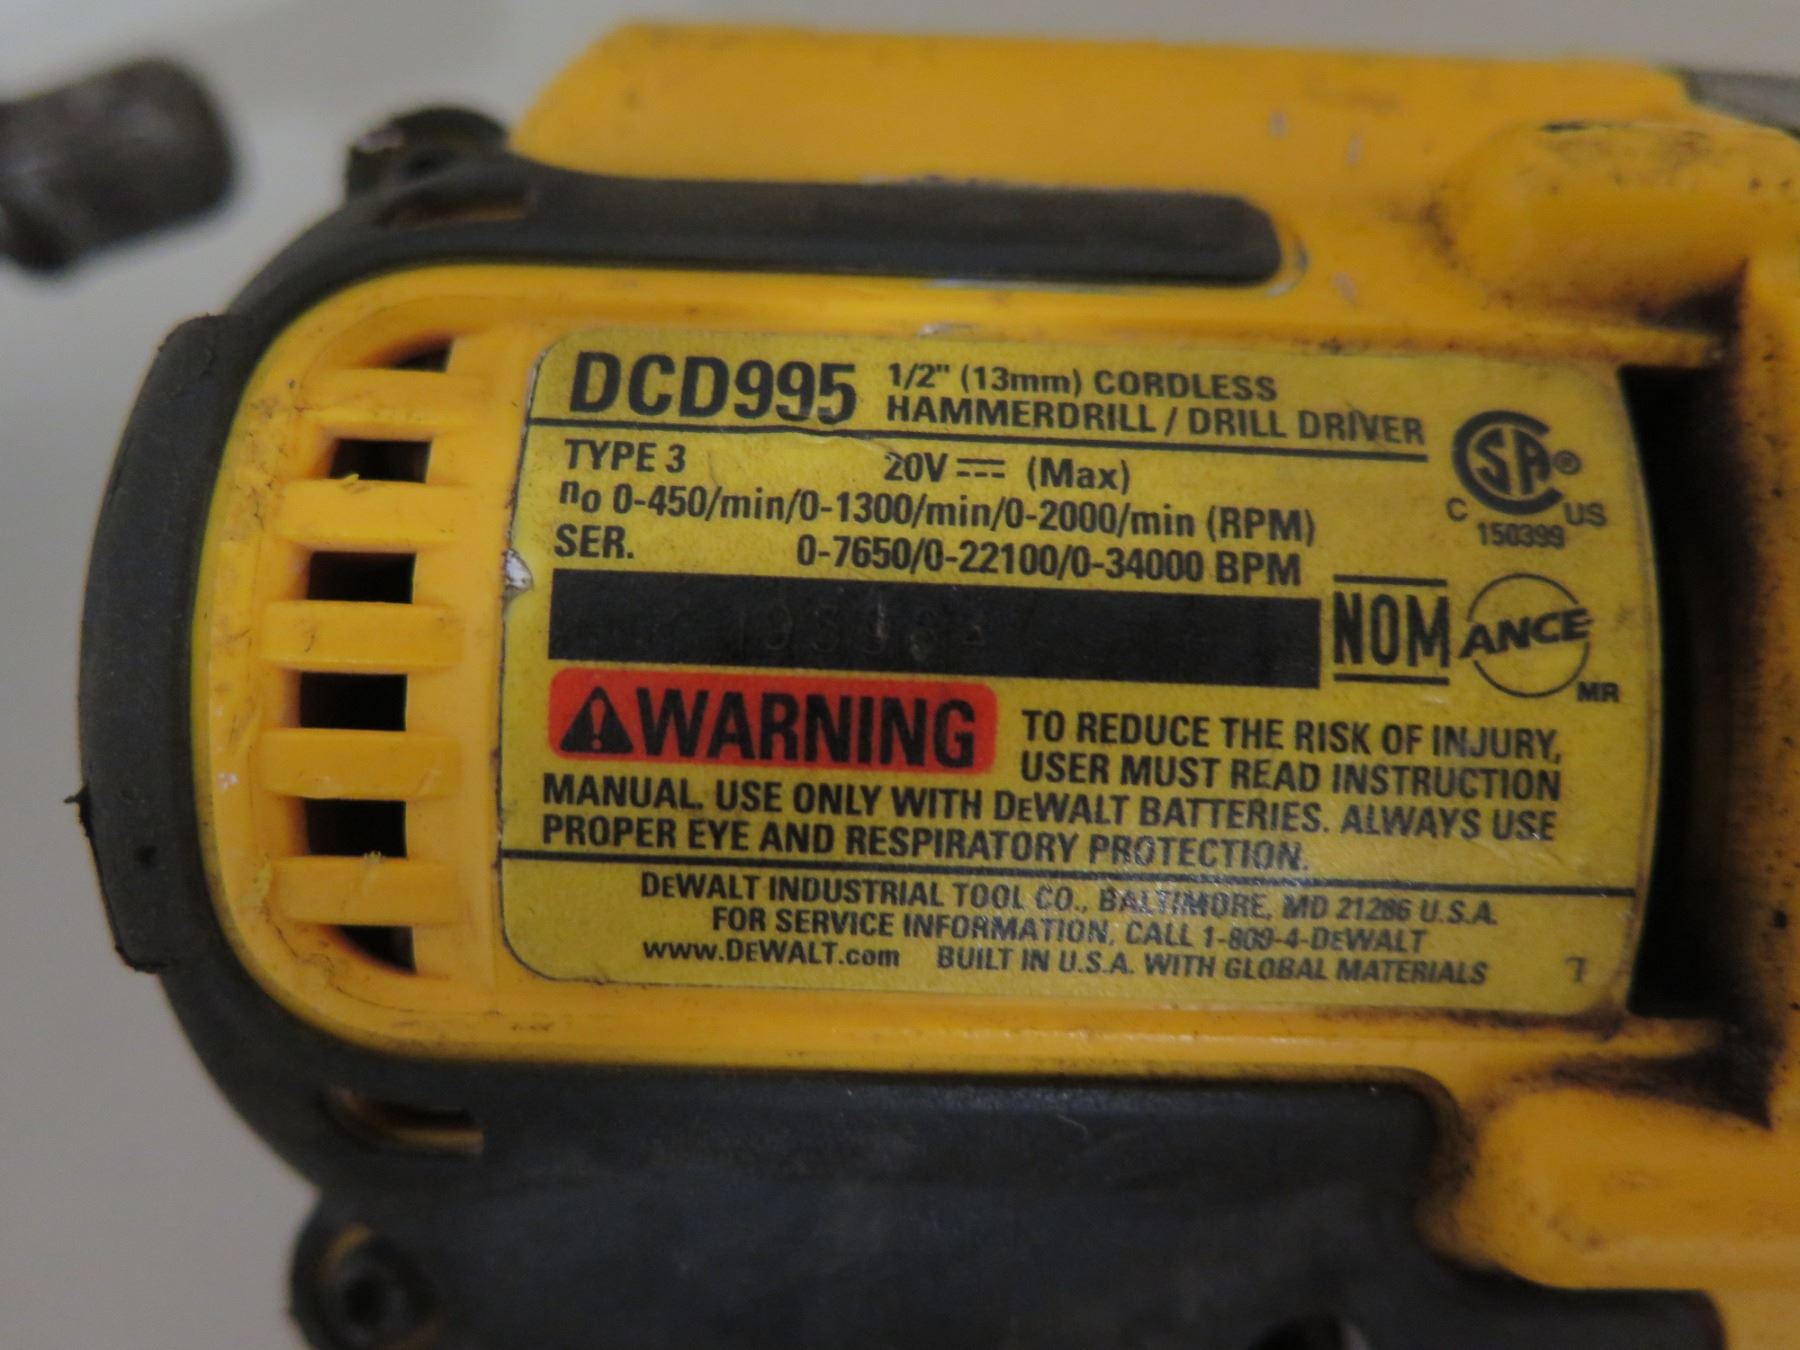 DCD995 1/2" (13mm) CORDLESS
HAMMERDRILL / DRILL DRIVER
TYPE 3 20V ⎓ (Max)
no 0-450/min/0-1300/min/0-2000/min (RPM)
SER. 0-7650/0-22100/0-34000 BPM
CSA®
C US
150399
NOM
ANCE
MR
WARNING TO REDUCE THE RISK OF INJURY,
USER MUST READ INSTRUCTION
MANUAL. USE ONLY WITH DEWALT BATTERIES. ALWAYS USE
PROPER EYE AND RESPIRATORY PROTECTION.
DEWALT INDUSTRIAL TOOL CO., BALTIMORE, MD 21286 U.S.A.
FOR SERVICE INFORMATION, CALL 1-800-4-DEWALT
www.DEWALT.com BUILT IN U.S.A. WITH GLOBAL MATERIALS